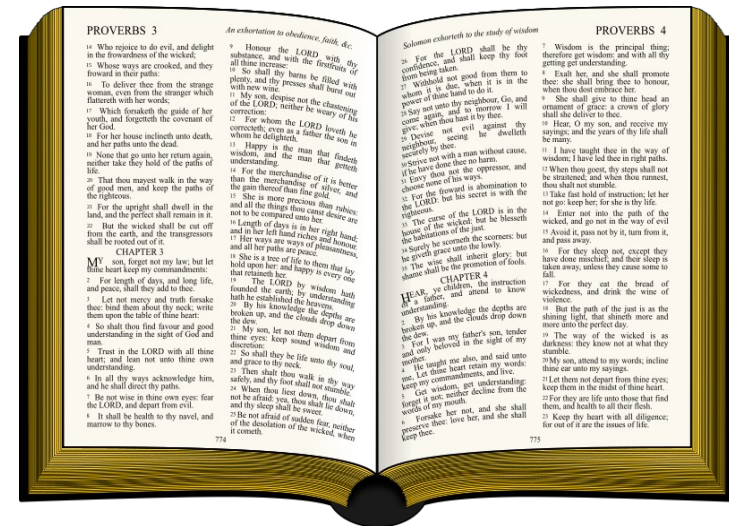 PROVERBS 3
An exhortation to obedience, faith, &c.
14 Who rejoice to do evil, and delight
in the frowardness of the wicked;
15 Whose ways are crooked, and they
froward in their paths:
16 To deliver thee from the strange
woman, even from the stranger which
flattereth with her words;
17 Which forsaketh the guide of her
youth, and forgetteth the covenant of
her God.
18 For her house inclineth unto death,
and her paths unto the dead.
19 None that go unto her return again,
neither take they hold of the paths of
life.
20 That thou mayest walk in the way
of good men, and keep the paths of
the righteous.
21 For the upright shall dwell in the
land, and the perfect shall remain in it.
22 But the wicked shall be cut off
from the earth, and the transgressors
shall be rooted out of it.
CHAPTER 3
MY son, forget not my law; but let
thine heart keep my commandments:
2 For length of days, and long life,
and peace, shall they add to thee.
3 Let not mercy and truth forsake
thee: bind them about thy neck; write
them upon the table of thine heart:
4 So shalt thou find favour and good
understanding in the sight of God and
man.
5 Trust in the LORD with all thine
heart; and lean not unto thine own
understanding.
6 In all thy ways acknowledge him,
and he shall direct thy paths.
7 Be not wise in thine own eyes: fear
the LORD, and depart from evil.
8 It shall be health to thy navel, and
marrow to thy bones.
9 Honour the LORD with thy
substance, and with the firstfruits of
all thine increase:
10 So shall thy barns be filled with
plenty, and thy presses shall burst out
with new wine.
11 My son, despise not the chastening
of the LORD; neither be weary of his
correction:
12 For whom the LORD loveth he
correcteth; even as a father the son in
whom he delighteth.
13 Happy is the man that findeth
wisdom, and the man that getteth
understanding.
14 For the merchandise of it is better
than the merchandise of silver, and
the gain thereof than fine gold.
15 She is more precious than rubies:
and all the things thou canst desire are
not to be compared unto her.
16 Length of days is in her right hand;
and in her left hand riches and honour.
17 Her ways are ways of pleasantness,
and all her paths are peace.
18 She is a tree of life to them that lay
hold upon her: and happy is every one
that retaineth her.
19 The LORD by wisdom hath
founded the earth; by understanding
hath he established the heavens.
20 By his knowledge the depths are
broken up, and the clouds drop down
the dew.
21 My son, let not them depart from
thine eyes: keep sound wisdom and
discretion:
22 So shall they be life unto thy soul,
and grace to thy neck.
23 Then shalt thou walk in thy way
safely, and thy foot shall not stumble.
24 When thou liest down, thou shalt
not be afraid: yea, thou shalt lie down,
and thy sleep shall be sweet.
25 Be not afraid of sudden fear, neither
of the desolation of the wicked, when
it cometh.
774
Solomon exhorteth to the study of wisdom
PROVERBS 4
26 For the LORD shall be thy
confidence, and shall keep thy foot
from being taken.
27 Withhold not good from them to
whom it is due, when it is in the
power of thine hand to do it.
28 Say not unto thy neighbour, Go, and
come again, and to morrow I will
give; when thou hast it by thee.
29 Devise not evil against thy
neighbour, seeing he dwelleth
securely by thee.
30 Strive not with a man without cause,
if he have done thee no harm.
31 Envy thou not the oppressor, and
choose none of his ways.
32 For the froward is abomination to
the LORD: but his secret is with the
righteous.
33 The curse of the LORD is in the
house of the wicked: but he blesseth
the habitations of the just.
34 Surely he scorneth the scorners: but
he giveth grace unto the lowly.
35 The wise shall inherit glory: but
shame shall be the promotion of fools.
CHAPTER 4
HEAR, ye children, the instruction
of a father, and attend to know
understanding.
2 By his knowledge the depths are
broken up, and the clouds drop down
the dew.
3 For I was my father's son, tender
and only beloved in the sight of my
mother.
4 He taught me also, and said unto
me, Let thine heart retain my words:
keep my commandments, and live.
5 Get wisdom, get understanding:
forget it not; neither decline from the
words of my mouth.
6 Forsake her not, and she shall
preserve thee: love her, and she shall
keep thee.
7 Wisdom is the principal thing;
therefore get wisdom: and with all thy
getting get understanding.
8 Exalt her, and she shall promote
thee: she shall bring thee to honour,
when thou dost embrace her.
9 She shall give to thine head an
ornament of grace: a crown of glory
shall she deliver to thee.
10 Hear, O my son, and receive my
sayings; and the years of thy life shall
be many.
11 I have taught thee in the way of
wisdom; I have led thee in right paths.
12 When thou goest, thy steps shall not
be straitened; and when thou runnest,
thou shalt not stumble.
13 Take fast hold of instruction; let her
not go: keep her; for she is thy life.
14 Enter not into the path of the
wicked, and go not in the way of evil
15 Avoid it, pass not by it, turn from it,
and pass away.
16 For they sleep not, except they
have done mischief; and their sleep is
taken away, unless they cause some to
fall.
17 For they eat the bread of
wickedness, and drink the wine of
violence.
18 But the path of the just is as the
shining light, that shineth more and
more unto the perfect day.
19 The way of the wicked is as
darkness: they know not at what they
stumble.
20 My son, attend to my words; incline
thine ear unto my sayings.
21 Let them not depart from thine eyes;
keep them in the midst of thine heart.
22 For they are life unto those that find
them, and health to all their flesh.
23 Keep thy heart with all diligence;
for out of it are the issues of life.
775